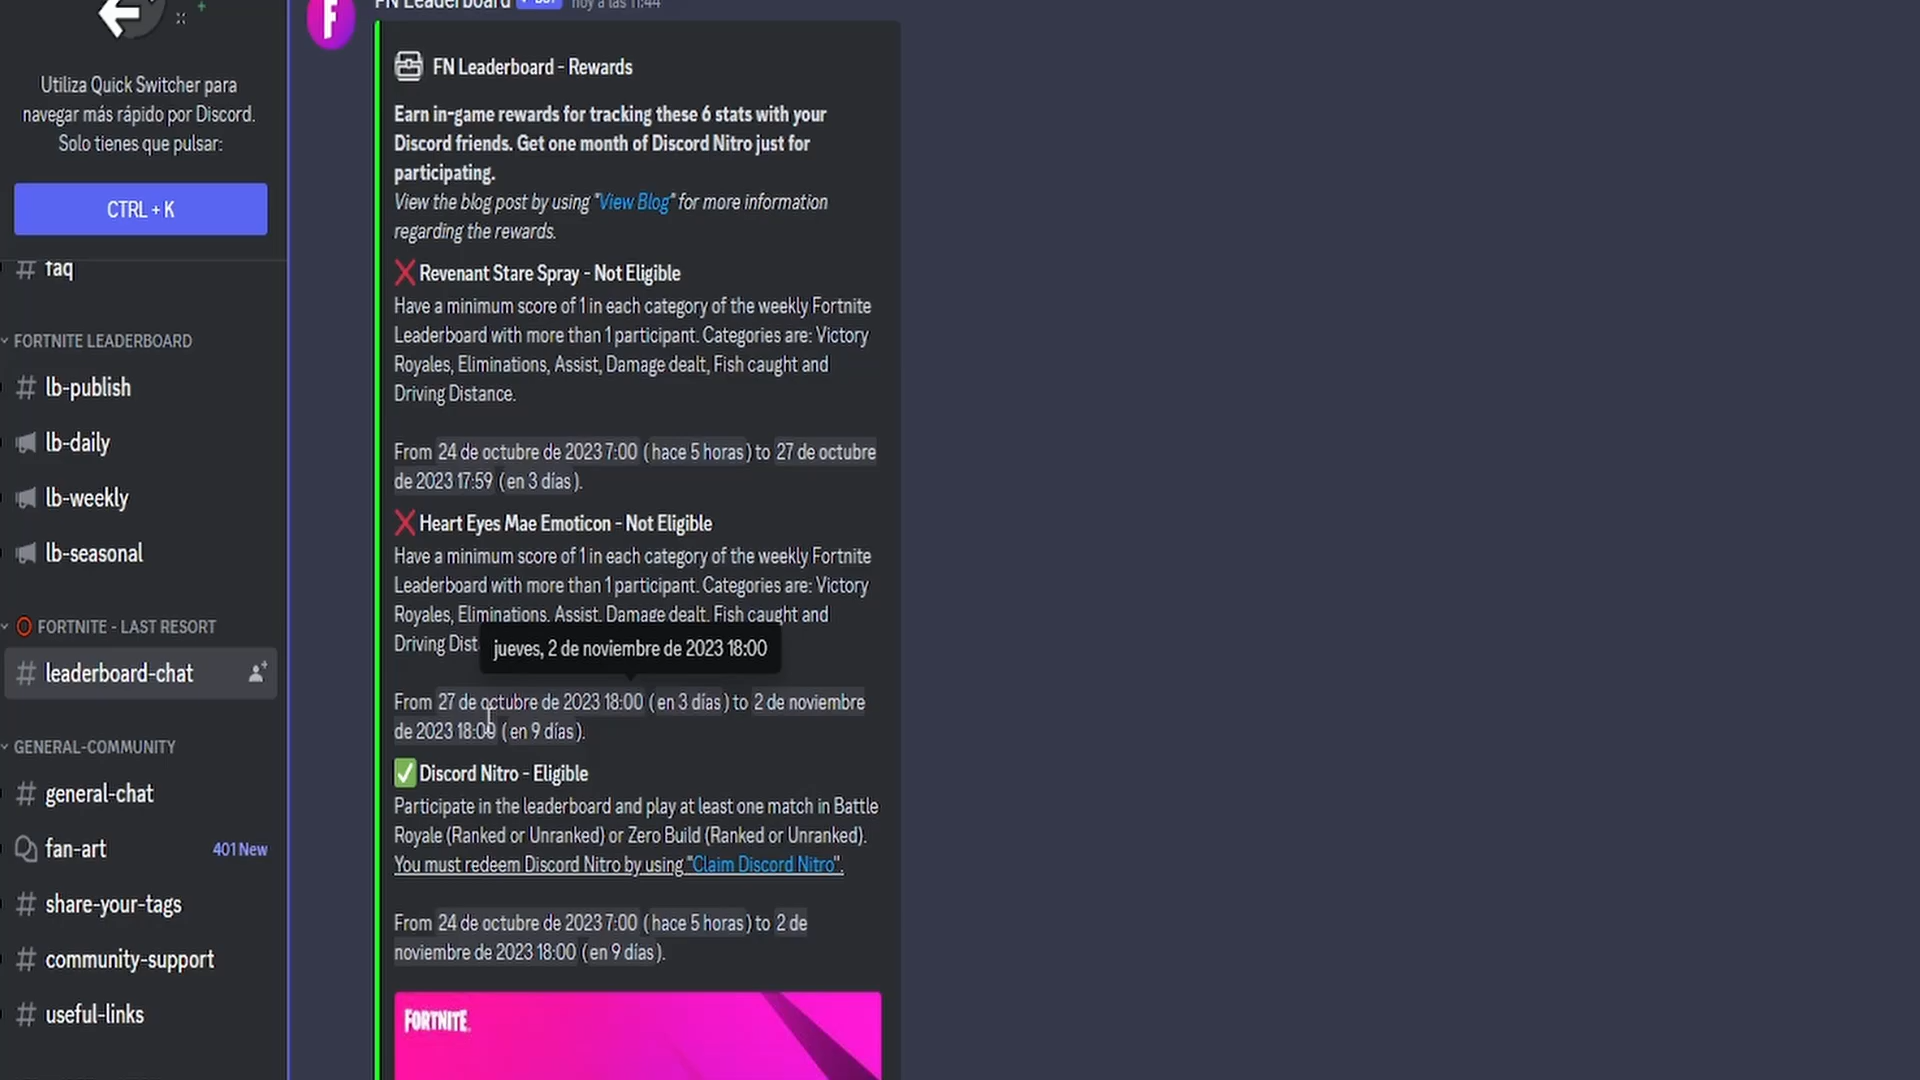 Utiliza Quick Switcher para
navegar más rápido por Discord.
Solo tienes que pulsar:
CTRL + K
# faq
FORTNITE LEADERBOARD
# lb-publish
lb-daily
lb-weekly
lb-seasonal
FORTNITE - LAST RESORT
# leaderboard-chat
GENERAL-COMMUNITY
# general-chat
fan-art 401 New
# share-your-tags
# community-support
# useful-links
FN Leaderboard BOT hoy a las 11:44
FN Leaderboard - Rewards
Earn in-game rewards for tracking these 6 stats with your
Discord friends. Get one month of Discord Nitro just for
participating.
View the blog post by using "View Blog" for more information
regarding the rewards.
❌ Revenant Stare Spray - Not Eligible
Have a minimum score of 1 in each category of the weekly Fortnite
Leaderboard with more than 1 participant. Categories are: Victory
Royales, Eliminations, Assist, Damage dealt, Fish caught and
Driving Distance.
From 24 de octubre de 2023 7:00 (hace 5 horas) to 27 de octubre
de 2023 17:59 (en 3 días).
❌ Heart Eyes Mae Emoticon - Not Eligible
Have a minimum score of 1 in each category of the weekly Fortnite
Leaderboard with more than 1 participant. Categories are: Victory
Royales, Eliminations, Assist, Damage dealt, Fish caught and
Driving Dist
jueves, 2 de noviembre de 2023 18:00
From 27 de octubre de 2023 18:00 (en 3 días) to 2 de noviembre
de 2023 18:00 (en 9 días).
✅ Discord Nitro - Eligible
Participate in the leaderboard and play at least one match in Battle
Royale (Ranked or Unranked) or Zero Build (Ranked or Unranked).
You must redeem Discord Nitro by using "Claim Discord Nitro".
From 24 de octubre de 2023 7:00 (hace 5 horas) to 2 de
noviembre de 2023 18:00 (en 9 días).
FORTNITE